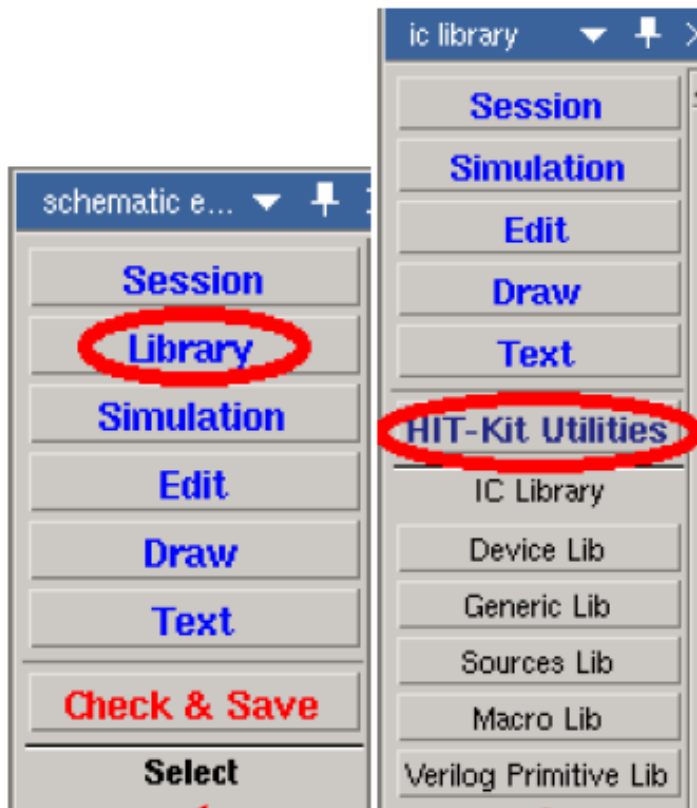 schematic e...
Session
Library
Simulation
Edit
Draw
Text
Check & Save
Select
ic library
Session
Simulation
Edit
Draw
Text
HIT-Kit Utilities
IC Library
Device Lib
Generic Lib
Sources Lib
Macro Lib
Verilog Primitive Lib